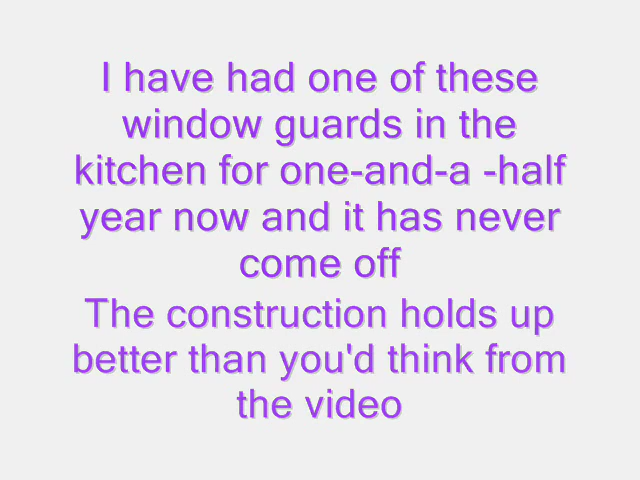 I have had one of these
window guards in the
kitchen for one-and-a -half
year now and it has never
come off
The construction holds up
better than you'd think from
the video